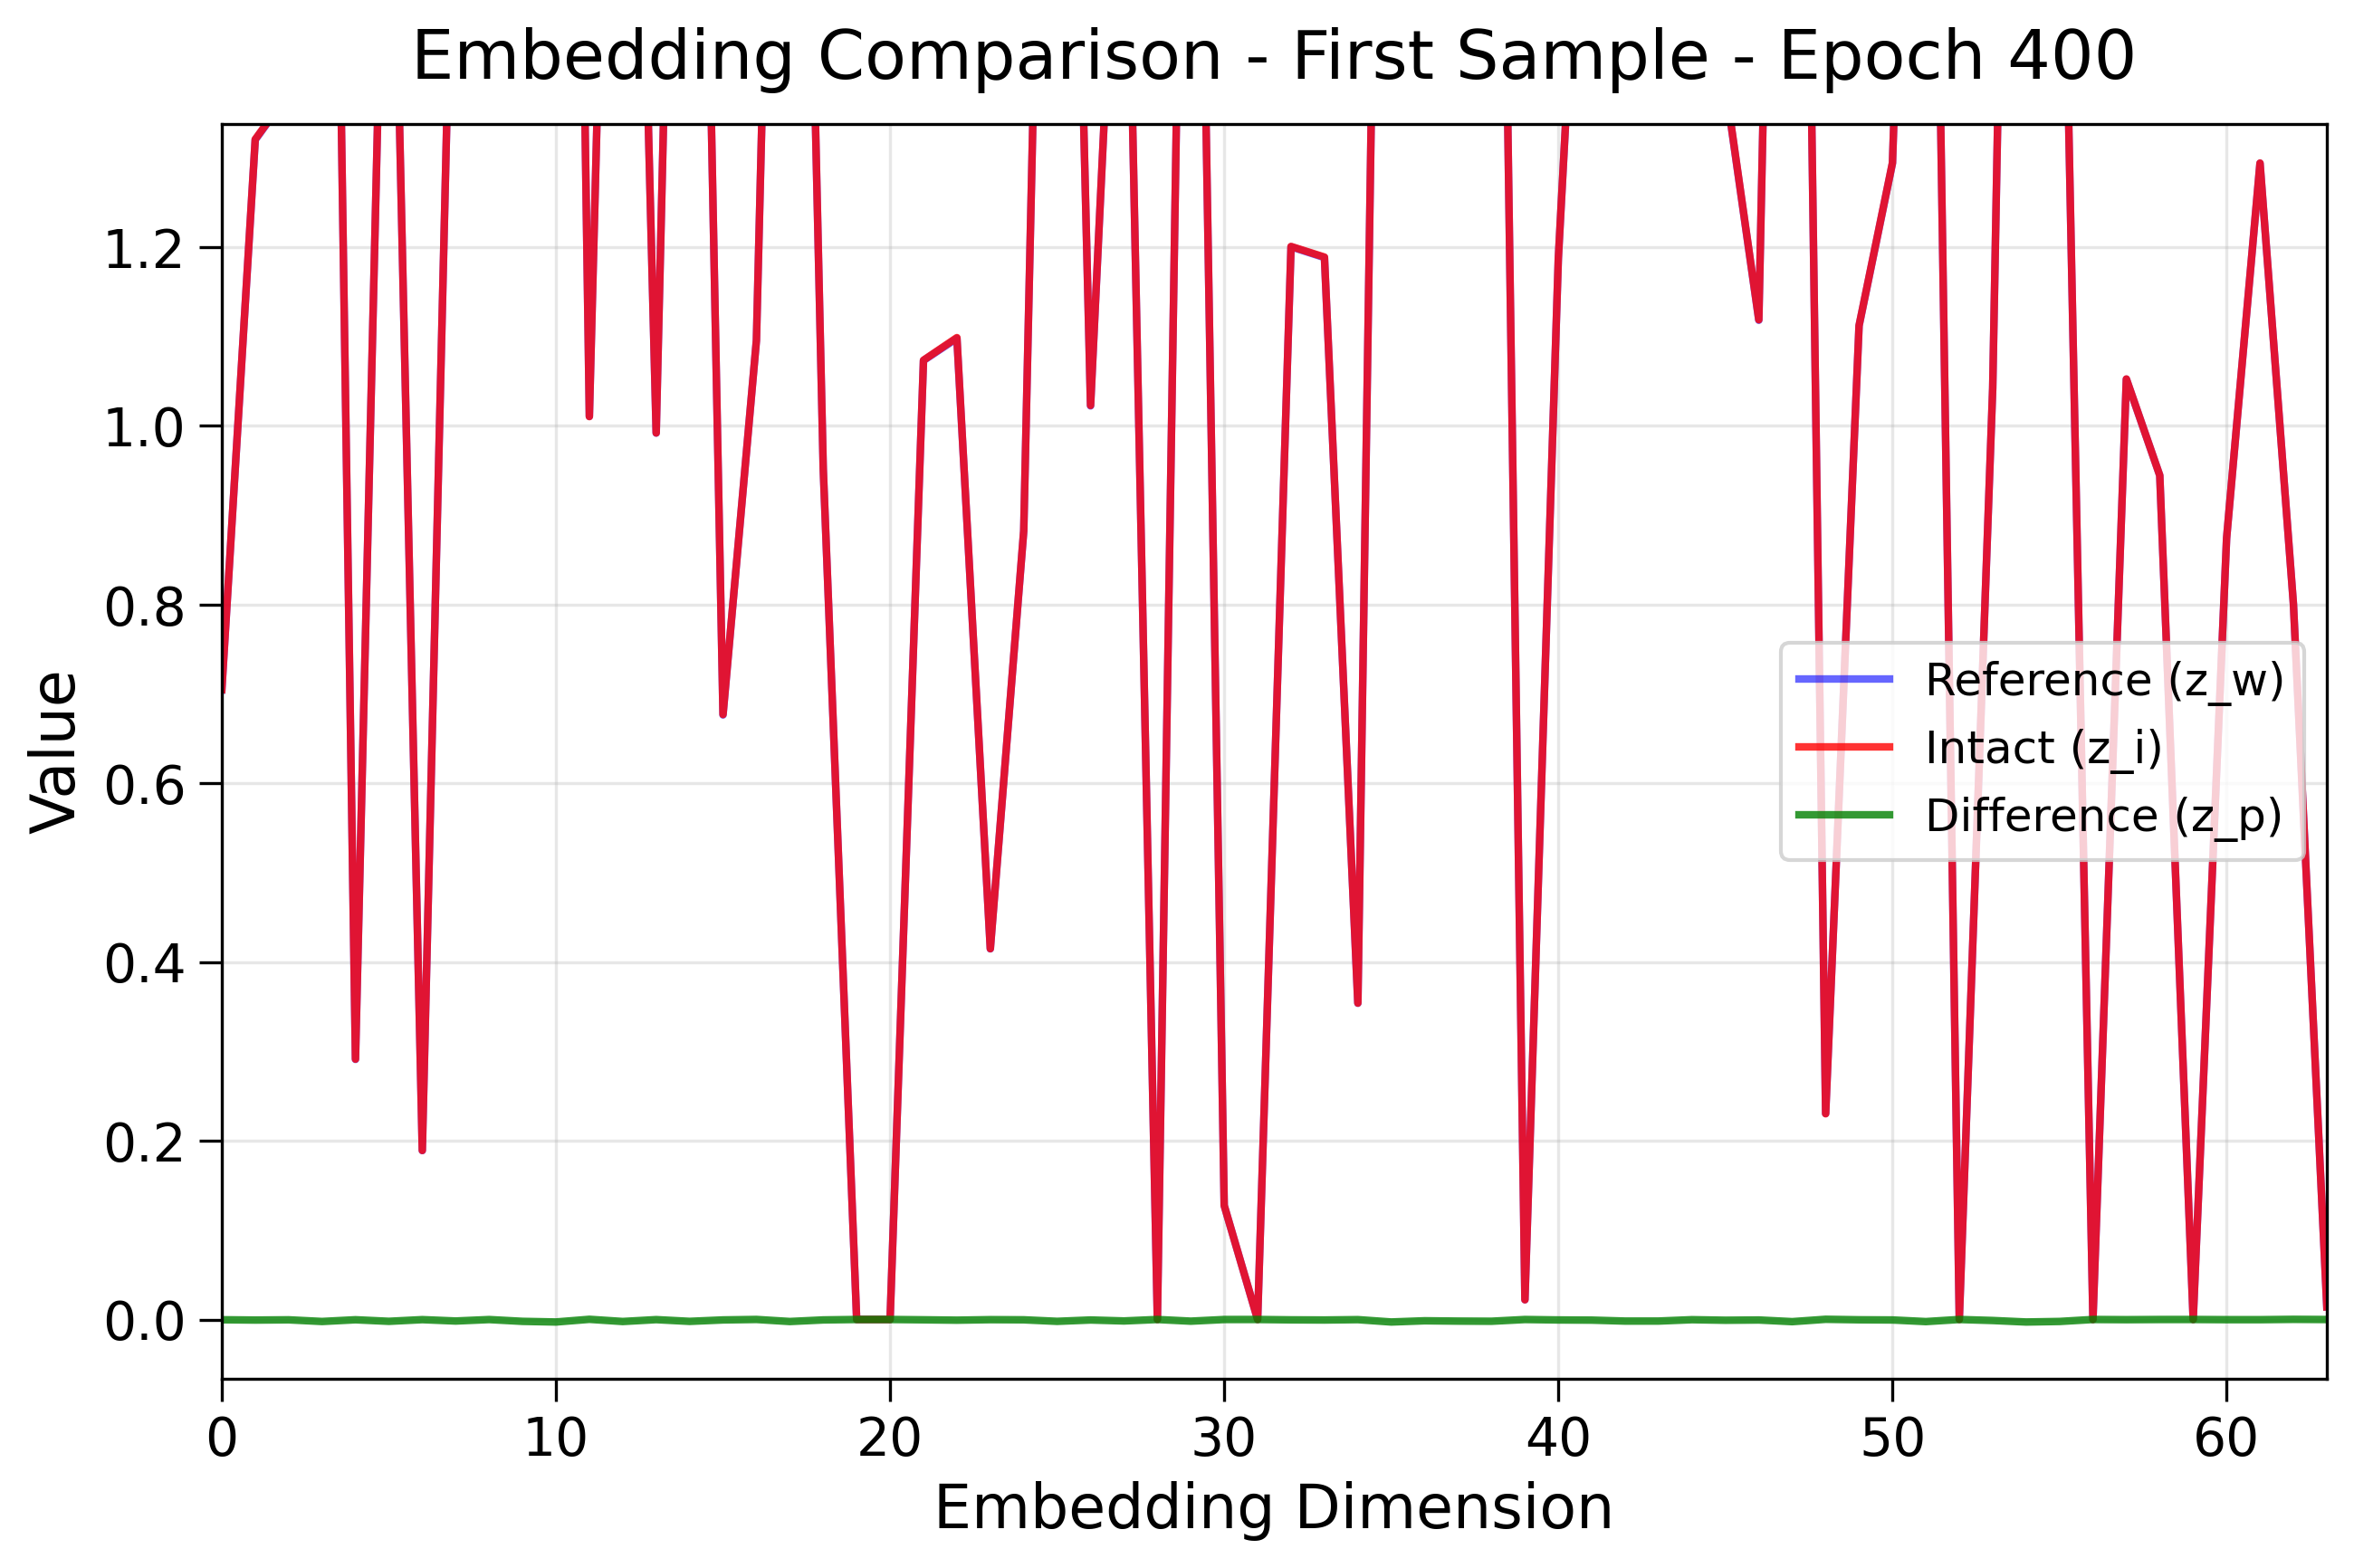 Embedding Comparison - First Sample - Epoch 400
Value
1.2
1.0
0.8
0.6
0.4
0.2
0.0
Reference (z_w)
Intact (z_i)
Difference (z_p)
0 10 20 30 40 50 60
Embedding Dimension